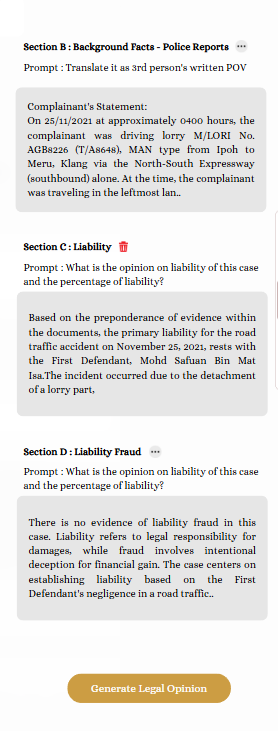 Section B : Background Facts - Police Reports
Prompt : Translate it as 3rd person's written POV
Complainant's Statement:
On 25/11/2021 at approximately 0400 hours, the
complainant was driving lorry M/LORI No.
AGB8226 (T/A8648), MAN type from Ipoh to
Meru, Klang via the North-South Expressway
(southbound) alone. At the time, the complainant
was traveling in the leftmost lan..
Section C : Liability
Prompt : What is the opinion on liability of this case
and the percentage of liability?
Based on the preponderance of evidence within
the documents, the primary liability for the road
traffic accident on November 25, 2021, rests with
the First Defendant, Mohd Safuan Bin Mat
Isa.The incident occurred due to the detachment
of a lorry part,
Section D : Liability Fraud
Prompt : What is the opinion on liability of this case
and the percentage of liability?
There is no evidence of liability fraud in this
case. Liability refers to legal responsibility for
damages, while fraud involves intentional
deception for financial gain. The case centers on
establishing liability based on the First
Defendant's negligence in a road traffic..
Generate Legal Opinion